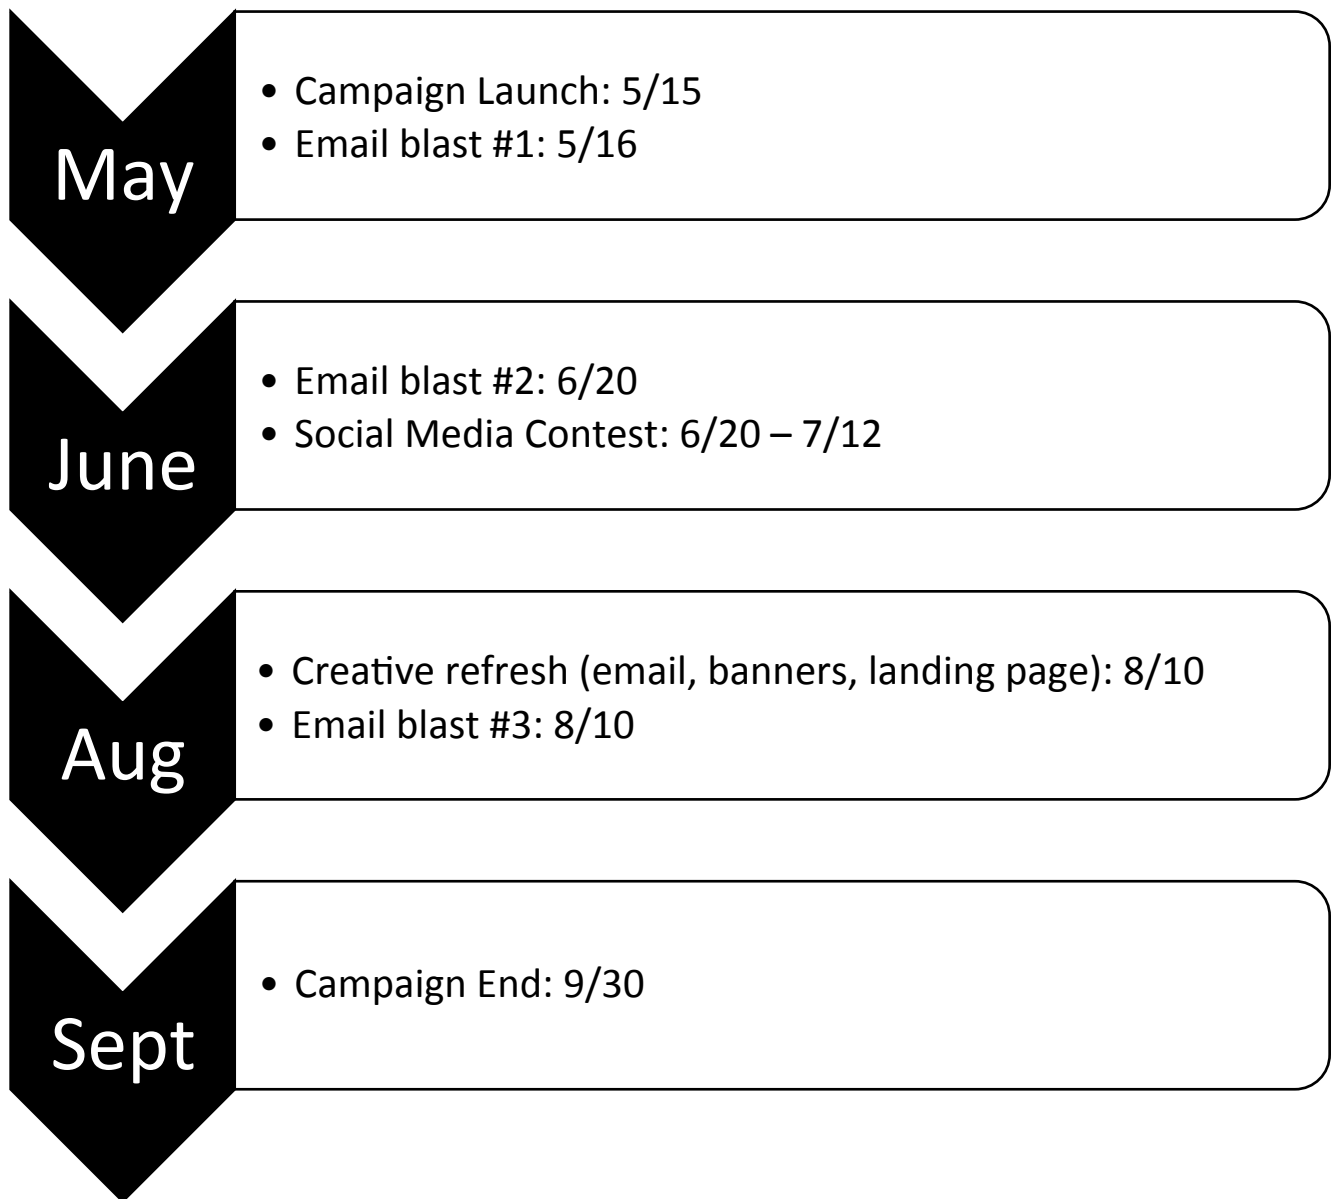 May
• Campaign Launch: 5/15
• Email blast #1: 5/16
June
• Email blast #2: 6/20
• Social Media Contest: 6/20 – 7/12
Aug
• Creative refresh (email, banners, landing page): 8/10
• Email blast #3: 8/10
Sept
• Campaign End: 9/30